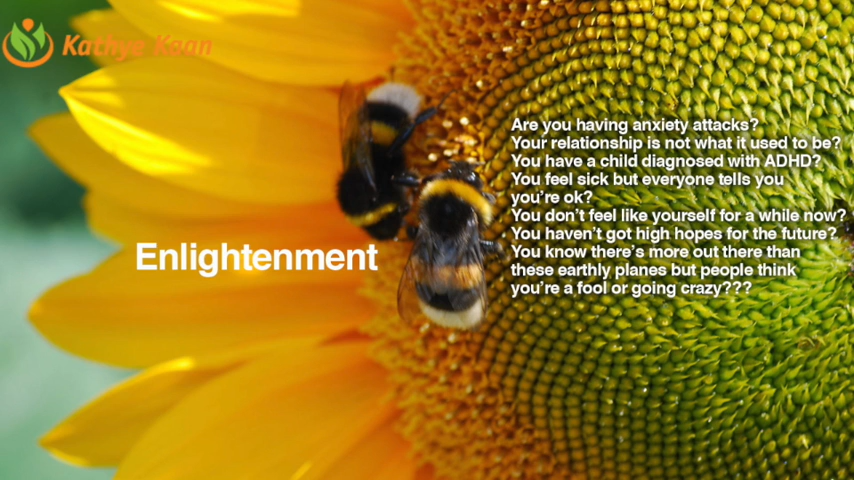 Kathye Kaan
Enlightenment
Are you having anxiety attacks?
Your relationship is not what it used to be?
You have a child diagnosed with ADHD?
You feel sick but everyone tells you
you're ok?
You don't feel like yourself for a while now?
You haven't got high hopes for the future?
You know there's more out there than
these earthly planes but people think
you're a fool or going crazy???